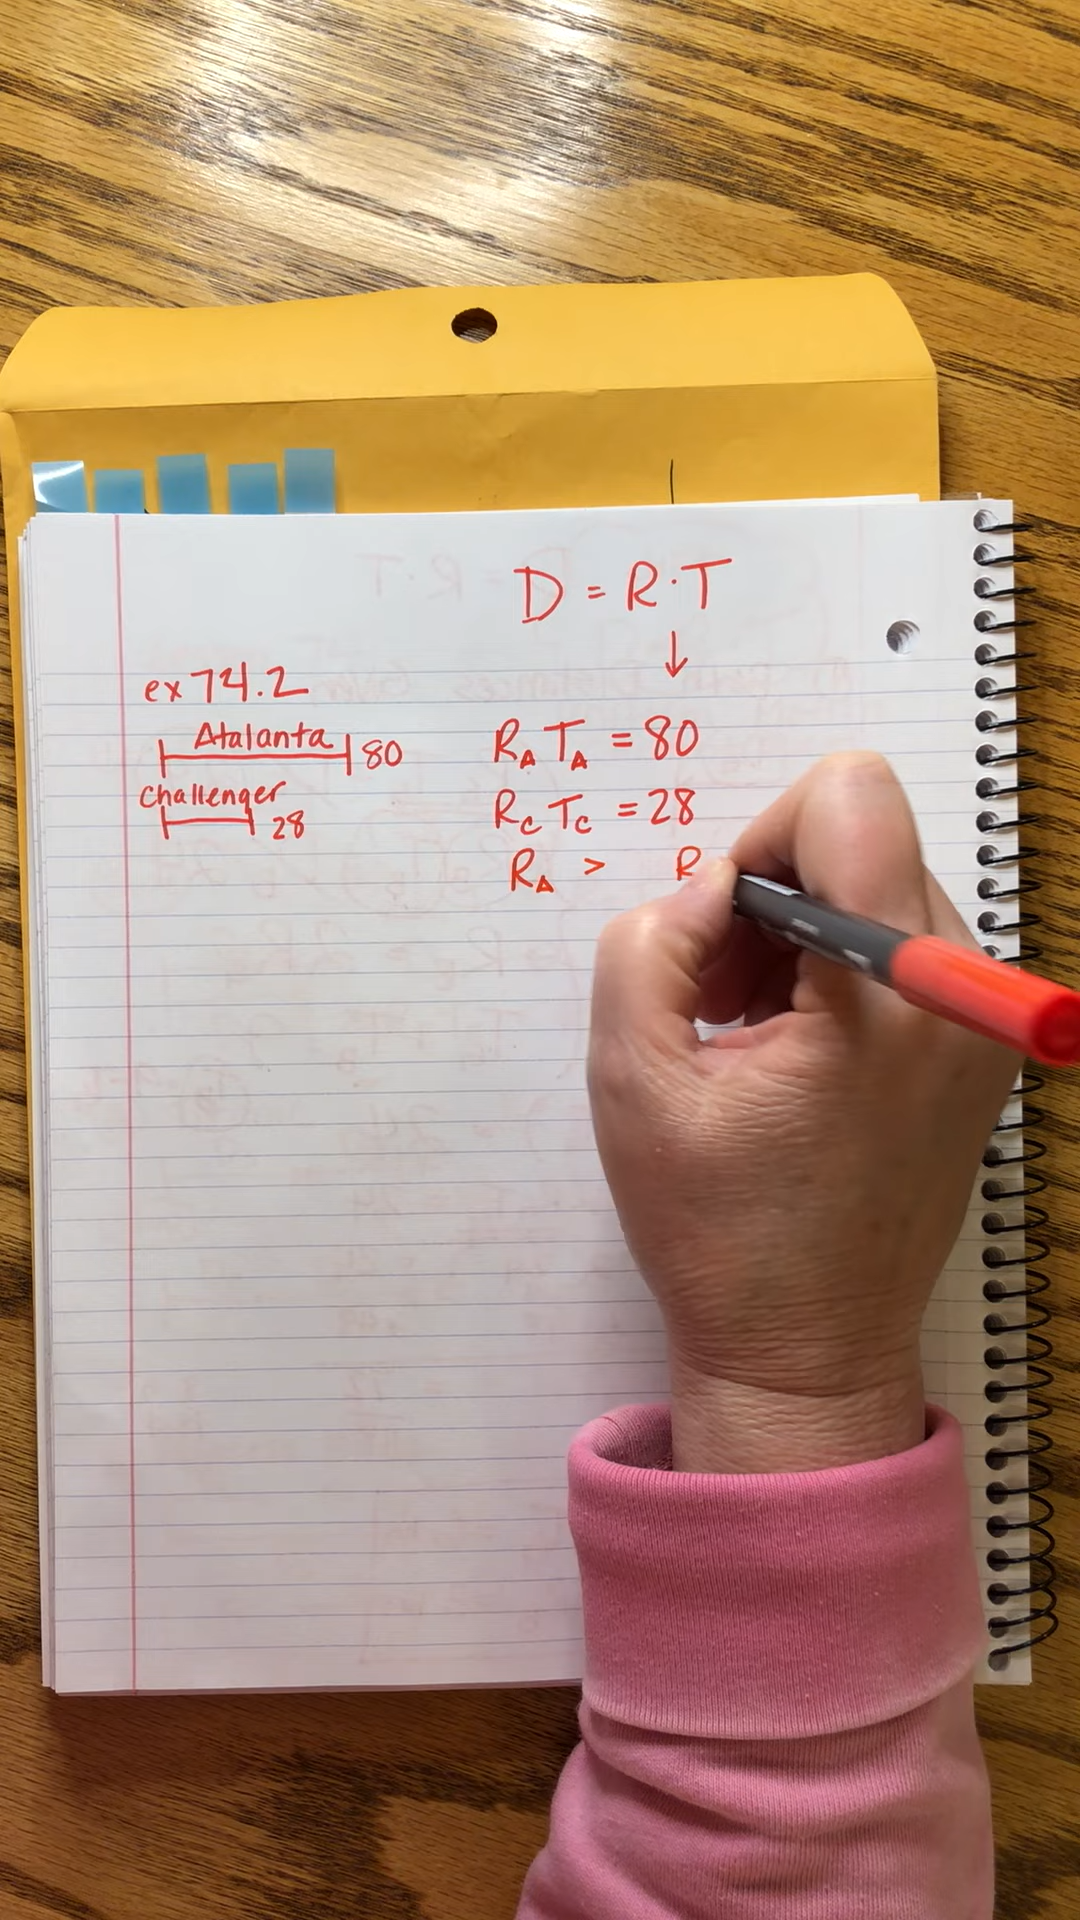 D = R·T
↓
ex 74.2
Atalanta
80
Challenger
28
R_A T_A = 80
R_C T_C = 28
R_A > R